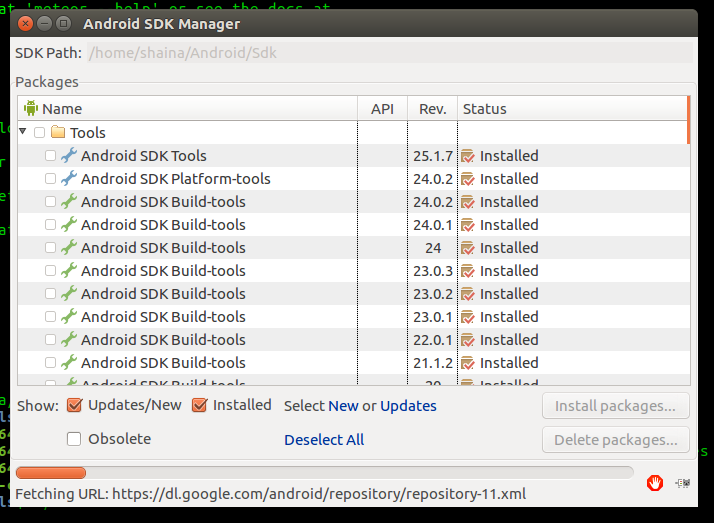 at 'meteor help' or see the docs at
Android SDK Manager
SDK Path: /home/shaina/Android/Sdk
Packages
Name API Rev. Status
Tools
Android SDK Tools 25.1.7 Installed
Android SDK Platform-tools 24.0.2 Installed
Android SDK Build-tools 24.0.2 Installed
Android SDK Build-tools 24.0.1 Installed
Android SDK Build-tools 24 Installed
Android SDK Build-tools 23.0.3 Installed
Android SDK Build-tools 23.0.2 Installed
Android SDK Build-tools 23.0.1 Installed
Android SDK Build-tools 22.0.1 Installed
Android SDK Build-tools 21.1.2 Installed
Android SDK Build-tools 20 Installed
Show: Updates/New Installed Select New or Updates Install packages...
Obsolete Deselect All Delete packages...
Fetching URL: https://dl.google.com/android/repository/repository-11.xml